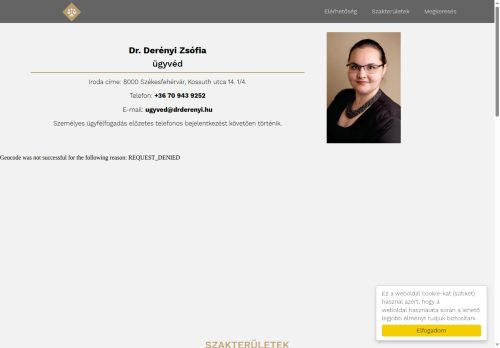 Elérhetőség
Szakterületek
Megkeresés
Dr. Derényi Zsófia
ügyvéd
Iroda címe: 8000 Székesfehérvár, Kossuth utca 14. 1/4.
Telefon: +36 70 943 9252
E-mail: ugyved@drderenyi.hu
Személyes ügyfélfogadás előzetes telefonos bejelentkezést követően történik.
Geocode was not successful for the following reason: REQUEST_DENIED
Ez a weboldal cookie-kat (sütiket)
használ azért, hogy a
weboldal használata során a lehető
legjobb élményt tudjuk biztosítani.
Elfogadom
SZAKTERÜLETEK